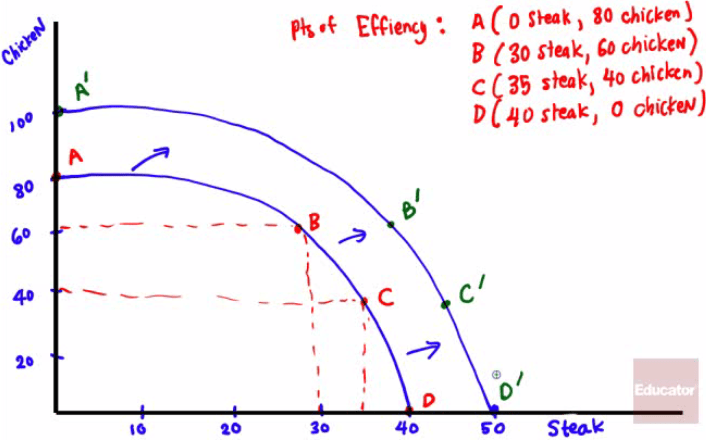 Pts of Effiency: A (0 steak, 80 chicken)
B (30 steak, 60 chicken)
C (35 steak, 40 chicken)
D (40 steak, 0 chicken)
Chicken
A'
100
A
80
B
B'
60
C
C'
40
20
D
D'
10 20 30 40 50 Steak
Educator